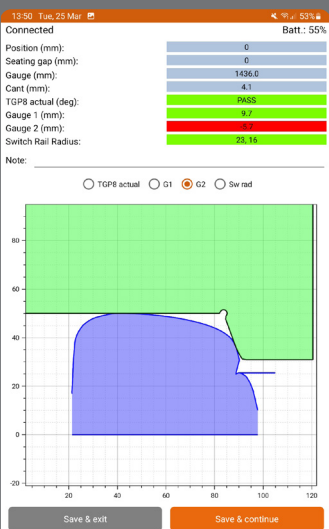 13:50 Tue, 25 Mar 53%
Connected Batt.: 55%
Position (mm): 0
Seating gap (mm): 0
Gauge (mm): 1436.0
Cant (mm): 4.1
TGP8 actual (deg): PASS
Gauge 1 (mm): 9.7
Gauge 2 (mm):
Switch Rail Radius: 23, 16
Note:
TGP8 actual G1 G2 Sw rad
80
60
40
20
0
-20
20 40 60 80 100 120
Save & exit Save & continue